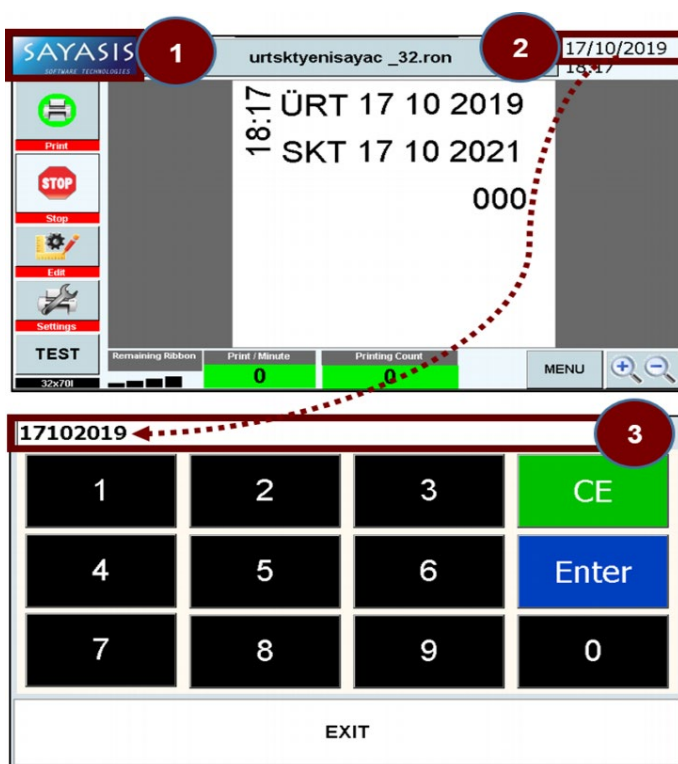 SAYASIS
SOFTWARE TECHNOLOGIES
1
urtsktyenisayac _32.ron
2
17/10/2019
18:17
18:17
ÜRT 17 10 2019
SKT 17 10 2021
000
Print
STOP
Stop
Edit
Settings
TEST
32x70l
Remaining Ribbon
Print / Minute
0
Printing Count
0
MENU
17102019
3
1 2 3 CE
4 5 6 Enter
7 8 9 0
EXIT